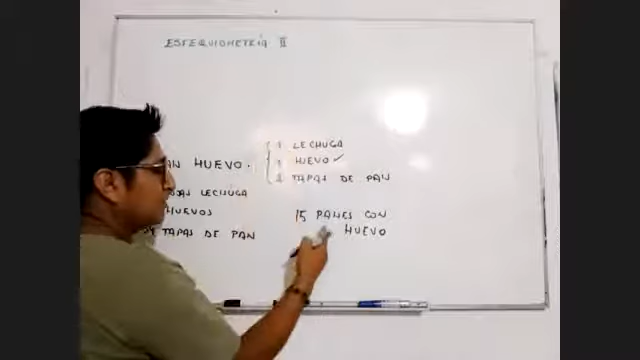 ESTEQUIOMETRÍA II
1 LECHUGA
AN HUEVO. 1 HUEVO ✓
2 TAPAS DE PAN
LECHUGA
HUEVOS 15 PANES CON
TAPAS DE PAN HUEVO